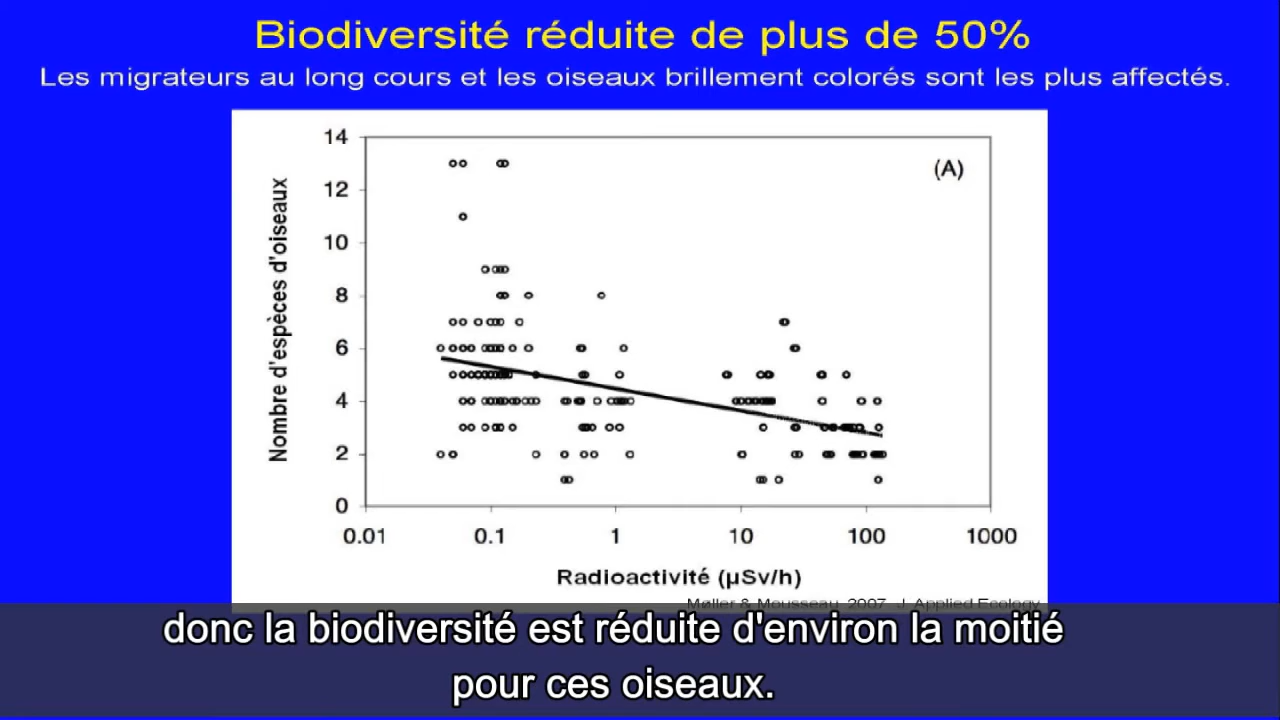 Biodiversité réduite de plus de 50%
Les migrateurs au long cours et les oiseaux brillement colorés sont les plus affectés.
14
(A)
12
10
8
6
4
2
0
Nombre d'espèces d'oiseaux
0.01 0.1 1 10 100 1000
Radioactivité (µSv/h)
Møller & Mousseau 2007 J. Applied Ecology
donc la biodiversité est réduite d'environ la moitié
pour ces oiseaux.